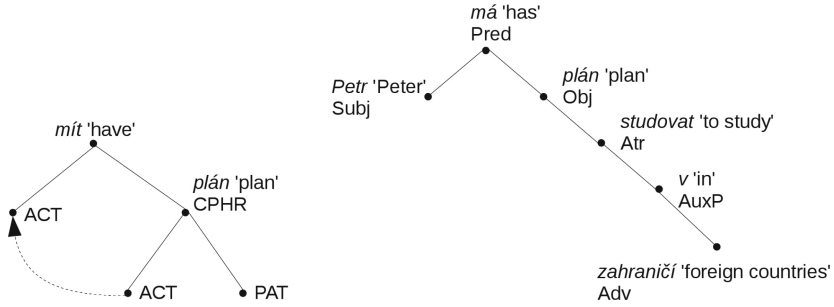 mít 'have'
ACT
plán 'plan'
CPHR
ACT
PAT
má 'has'
Pred
Petr 'Peter'
Subj
plán 'plan'
Obj
studovat 'to study'
Atr
v 'in'
AuxP
zahraničí 'foreign countries'
Adv